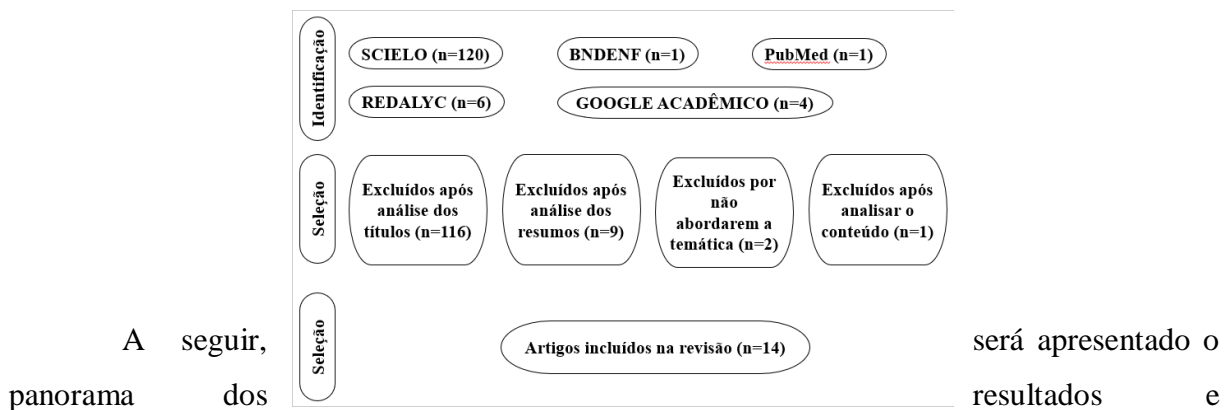 Identificação
SCIELO (n=120)
BNDENF (n=1)
PubMed (n=1)
REDALYC (n=6)
GOOGLE ACADÊMICO (n=4)
Seleção
Excluídos após
análise dos
títulos (n=116)
Excluídos após
análise dos
resumos (n=9)
Excluídos por
não
abordarem a
temática (n=2)
Excluídos após
analisar o
conteúdo (n=1)
Seleção
Artigos incluídos na revisão (n=14)
A seguir, será apresentado o
panorama dos resultados e